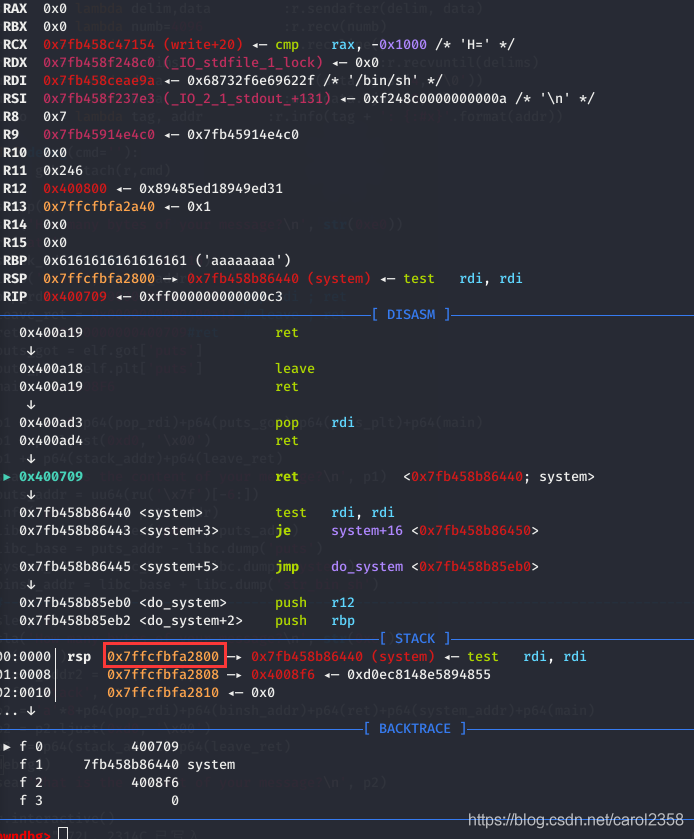 RAX 0x0
RBX 0x0
RCX 0x7fb458c47154 (write+20) ◂— cmp rax, -0x1000 /* 'H=' */
RDX 0x7fb458f248c0 (_IO_stdfile_1_lock) ◂— 0x0
RDI 0x7fb458ceae9a ◂— 0x68732f6e69622f /* '/bin/sh' */
RSI 0x7fb458f237e3 (_IO_2_1_stdout_+131) ◂— 0xf248c0000000000a /* '\n' */
R8 0x7
R9 0x7fb45914e4c0 ◂— 0x7fb45914e4c0
R10 0x0
R11 0x246
R12 0x400800 ◂— 0x89485ed18949ed31
R13 0x7ffcfbfa2a40 ◂— 0x1
R14 0x0
R15 0x0
RBP 0x6161616161616161 ('aaaaaaaa')
RSP 0x7ffcfbfa2800 —▸ 0x7fb458b86440 (system) ◂— test rdi, rdi
RIP 0x400709 ◂— 0xff000000000000c3
[ DISASM ]
0x400a19 ret
↓
0x400a18 leave
0x400a19 ret
↓
0x400ad3 pop rdi
0x400ad4 ret
↓
► 0x400709 ret <0x7fb458b86440; system>
↓
0x7fb458b86440 <system> test rdi, rdi
0x7fb458b86443 <system+3> je system+16 <0x7fb458b86450>
0x7fb458b86445 <system+5> jmp do_system <0x7fb458b85eb0>
↓
0x7fb458b85eb0 <do_system> push r12
0x7fb458b85eb2 <do_system+2> push rbp
[ STACK ]
00:0000│ rsp 0x7ffcfbfa2800 —▸ 0x7fb458b86440 (system) ◂— test rdi, rdi
01:0008│ 0x7ffcfbfa2808 —▸ 0x4008f6 ◂— 0xd0ec8148e5894855
02:0010│ 0x7ffcfbfa2810 ◂— 0x0
... ↓
[ BACKTRACE ]
► f 0 400709
f 1 7fb458b86440 system
f 2 4008f6
f 3 0
pwndbg>
https://blog.csdn.net/carol2358